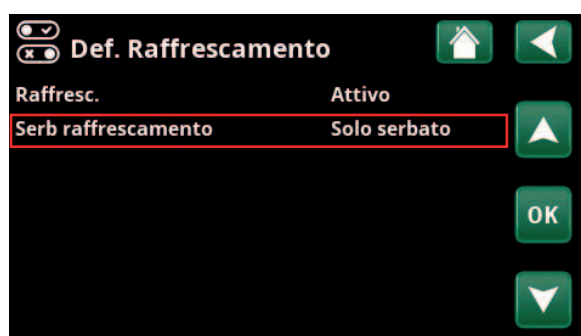 Def. Raffrescamento
Raffresc. Attivo
Serb raffrescamento Solo serbato
OK